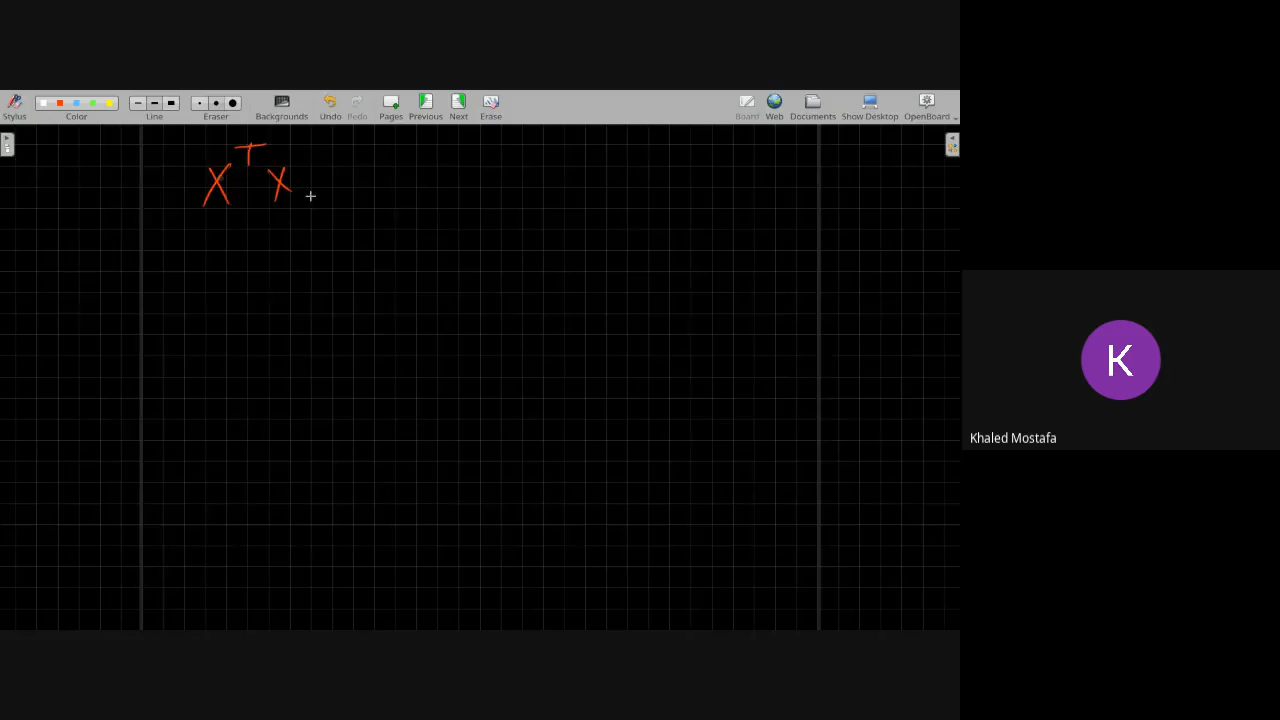 Stylus Color Line Eraser Backgrounds Undo Redo Pages Previous Next Erase Board Web Documents Show Desktop OpenBoard
X^T X
K
Khaled Mostafa